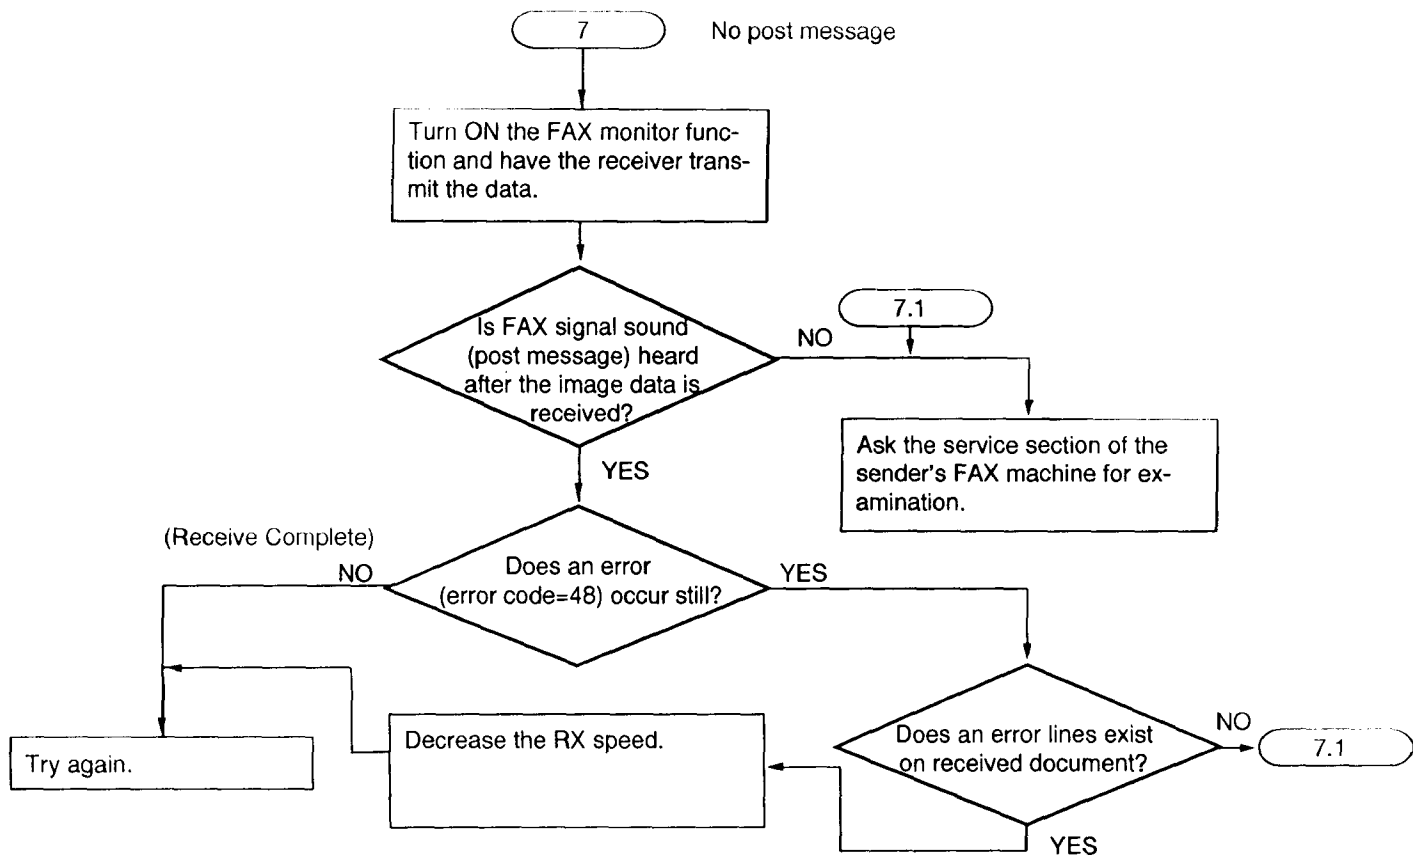 7
No post message
Turn ON the FAX monitor func-
tion and have the receiver trans-
mit the data.
Is FAX signal sound
(post message) heard
after the image data is
received?
NO
7.1
YES
Ask the service section of the
sender's FAX machine for ex-
amination.
(Receive Complete)
NO
Does an error
(error code=48) occur still?
YES
Try again.
Decrease the RX speed.
Does an error lines exist
on received document?
NO
7.1
YES